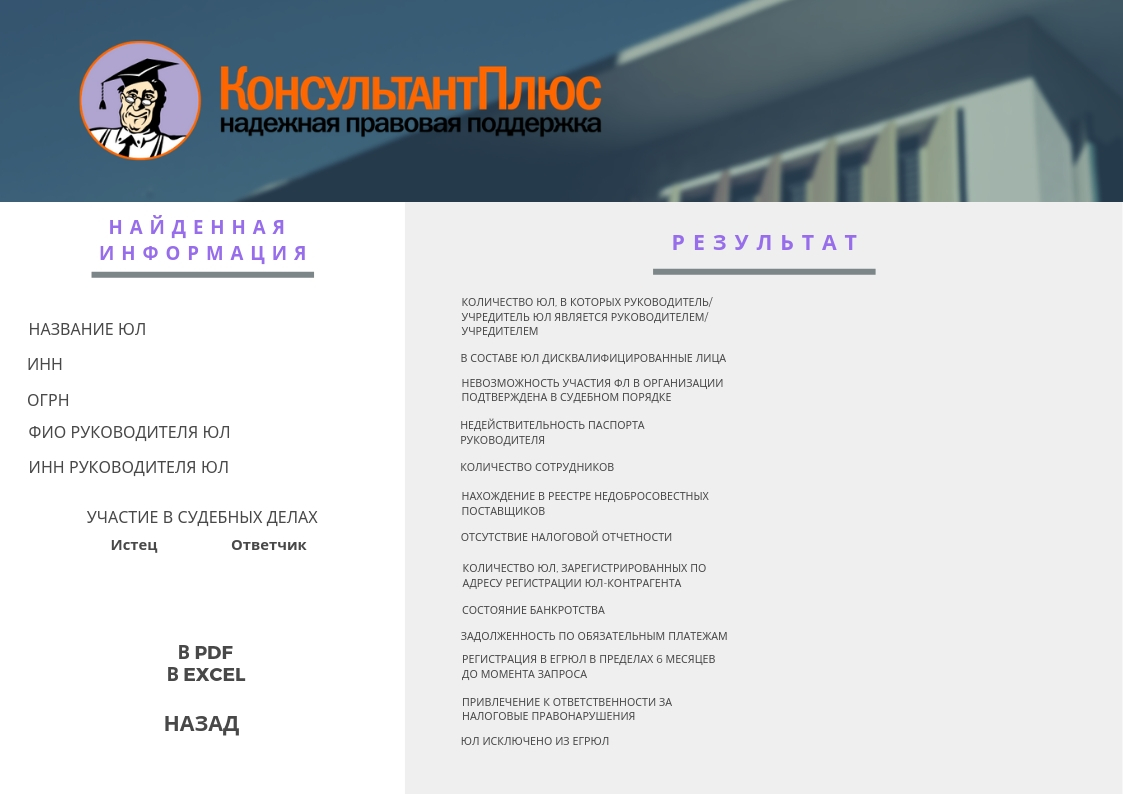 КонсультантПлюс
надежная правовая поддержка
НАЙДЕННАЯ
ИНФОРМАЦИЯ
НАЗВАНИЕ ЮЛ
ИНН
ОГРН
ФИО РУКОВОДИТЕЛЯ ЮЛ
ИНН РУКОВОДИТЕЛЯ ЮЛ
УЧАСТИЕ В СУДЕБНЫХ ДЕЛАХ
Истец Ответчик
В PDF
В EXCEL
НАЗАД
РЕЗУЛЬТАТ
КОЛИЧЕСТВО ЮЛ, В КОТОРЫХ РУКОВОДИТЕЛЬ/
УЧРЕДИТЕЛЬ ЮЛ ЯВЛЯЕТСЯ РУКОВОДИТЕЛЕМ/
УЧРЕДИТЕЛЕМ
В СОСТАВЕ ЮЛ ДИСКВАЛИФИЦИРОВАННЫЕ ЛИЦА
НЕВОЗМОЖНОСТЬ УЧАСТИЯ ФЛ В ОРГАНИЗАЦИИ
ПОДТВЕРЖДЕНА В СУДЕБНОМ ПОРЯДКЕ
НЕДЕЙСТВИТЕЛЬНОСТЬ ПАСПОРТА
РУКОВОДИТЕЛЯ
КОЛИЧЕСТВО СОТРУДНИКОВ
НАХОЖДЕНИЕ В РЕЕСТРЕ НЕДОБРОСОВЕСТНЫХ
ПОСТАВЩИКОВ
ОТСУТСТВИЕ НАЛОГОВОЙ ОТЧЕТНОСТИ
КОЛИЧЕСТВО ЮЛ, ЗАРЕГИСТРИРОВАННЫХ ПО
АДРЕСУ РЕГИСТРАЦИИ ЮЛ-КОНТРАГЕНТА
СОСТОЯНИЕ БАНКРОТСТВА
ЗАДОЛЖЕННОСТЬ ПО ОБЯЗАТЕЛЬНЫМ ПЛАТЕЖАМ
РЕГИСТРАЦИЯ В ЕГРЮЛ В ПРЕДЕЛАХ 6 МЕСЯЦЕВ
ДО МОМЕНТА ЗАПРОСА
ПРИВЛЕЧЕНИЕ К ОТВЕТСТВЕННОСТИ ЗА
НАЛОГОВЫЕ ПРАВОНАРУШЕНИЯ
ЮЛ ИСКЛЮЧЕНО ИЗ ЕГРЮЛ